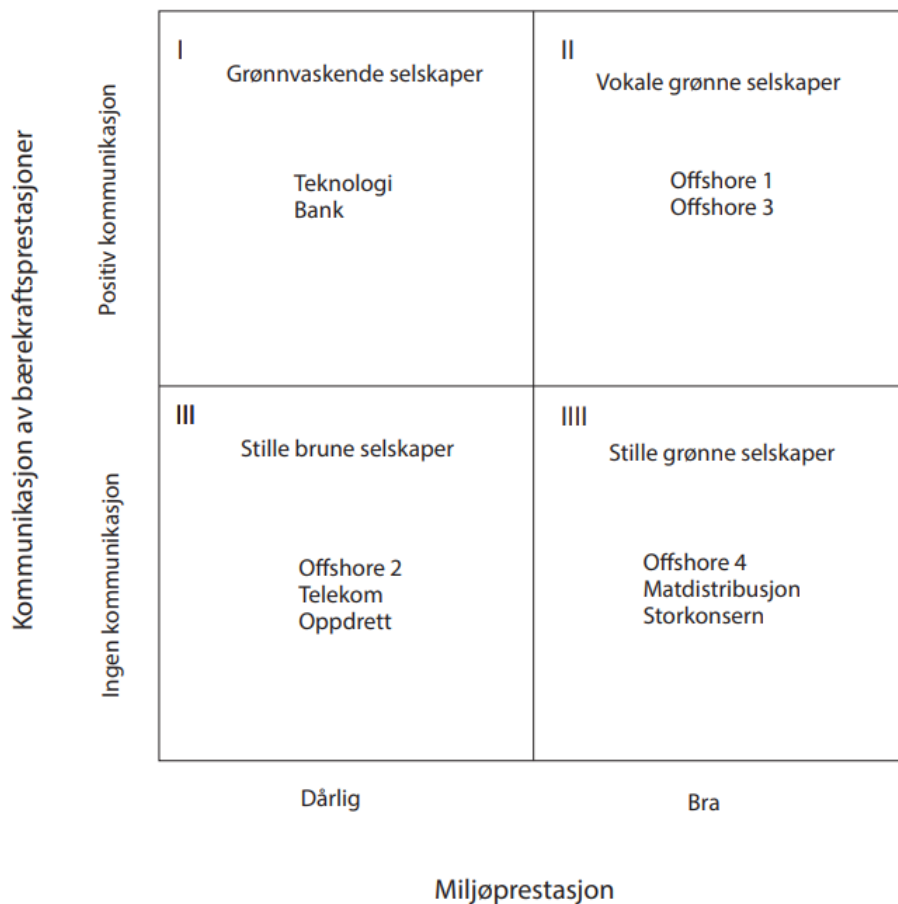 Kommunikasjon av bærekraftsprestasjoner
Positiv kommunikasjon
Ingen kommunikasjon
I
Grønnvaskende selskaper
Teknologi
Bank
II
Vokale grønne selskaper
Offshore 1
Offshore 3
III
Stille brune selskaper
Offshore 2
Telekom
Oppdrett
IIII
Stille grønne selskaper
Offshore 4
Matdistribusjon
Storkonsern
Dårlig
Bra
Miljøprestasjon